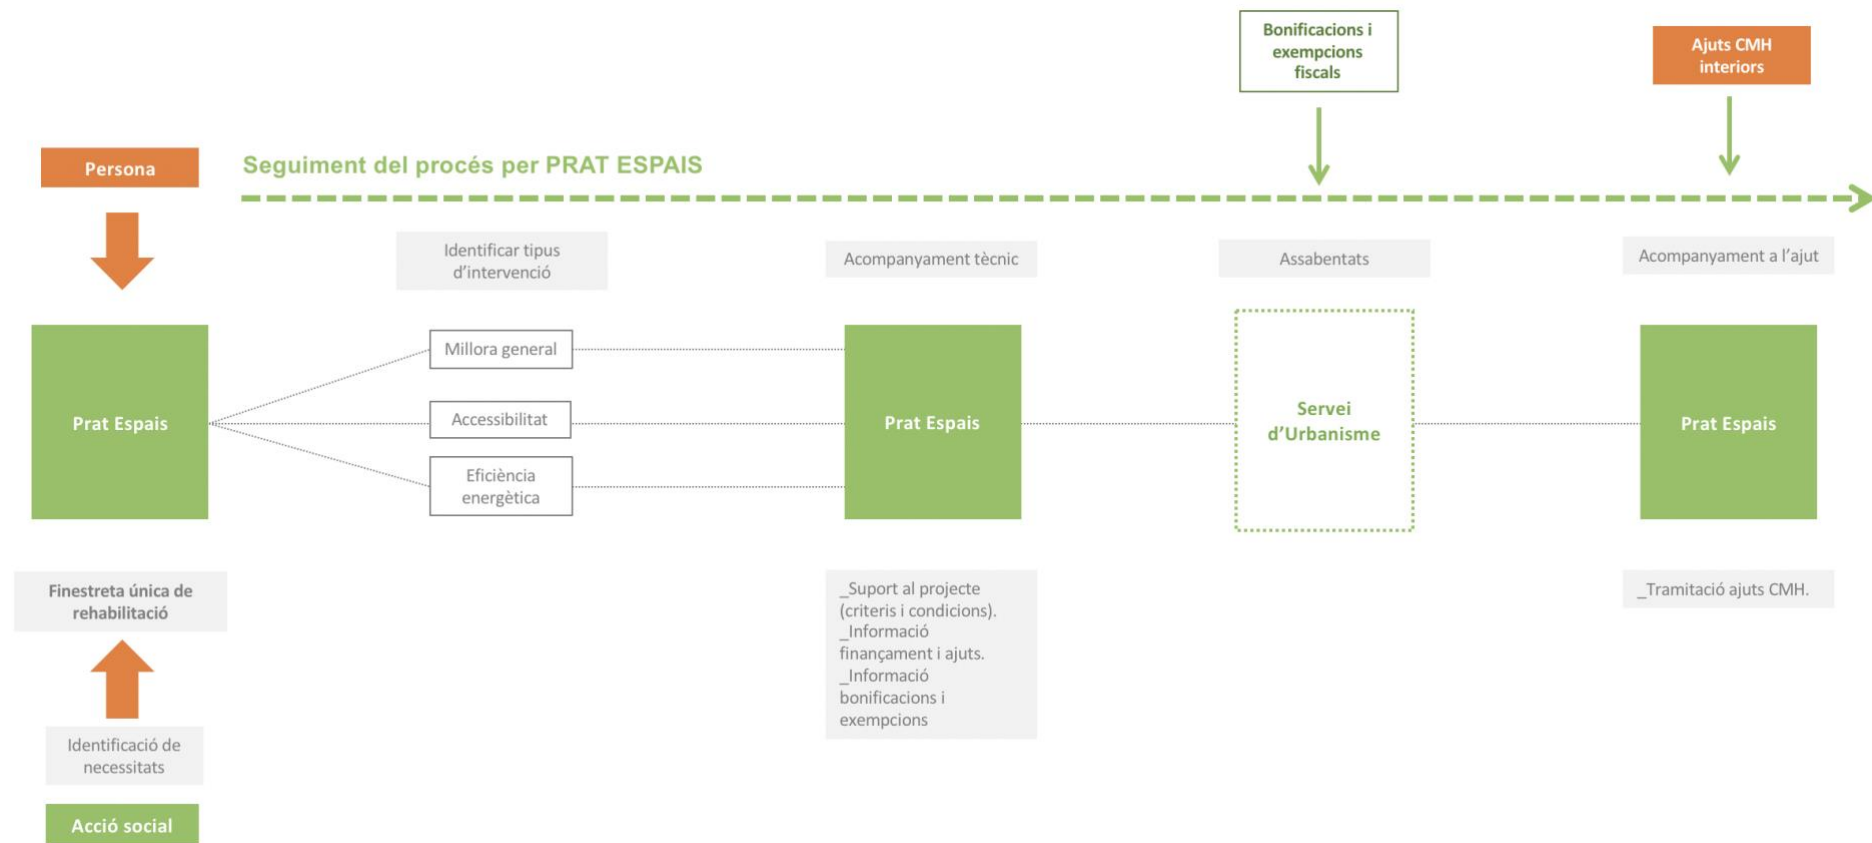 Bonificacions i
exempcions
fiscals
Ajuts CMH
interiors
Persona
Seguiment del procés per PRAT ESPAIS
Identificar tipus
d’intervenció
Acompanyament tècnic
Assabentats
Acompanyament a l’ajut
Prat Espais
Millora general
Accessibilitat
Eficiència
energètica
Prat Espais
Servei
d’Urbanisme
Prat Espais
Finestreta única de
rehabilitació
_Suport al projecte
(criteris i condicions).
_Informació
finançament i ajuts.
_Informació
bonificacions i
exempcions
_Tramitació ajuts CMH.
Identificació de
necessitats
Acció social